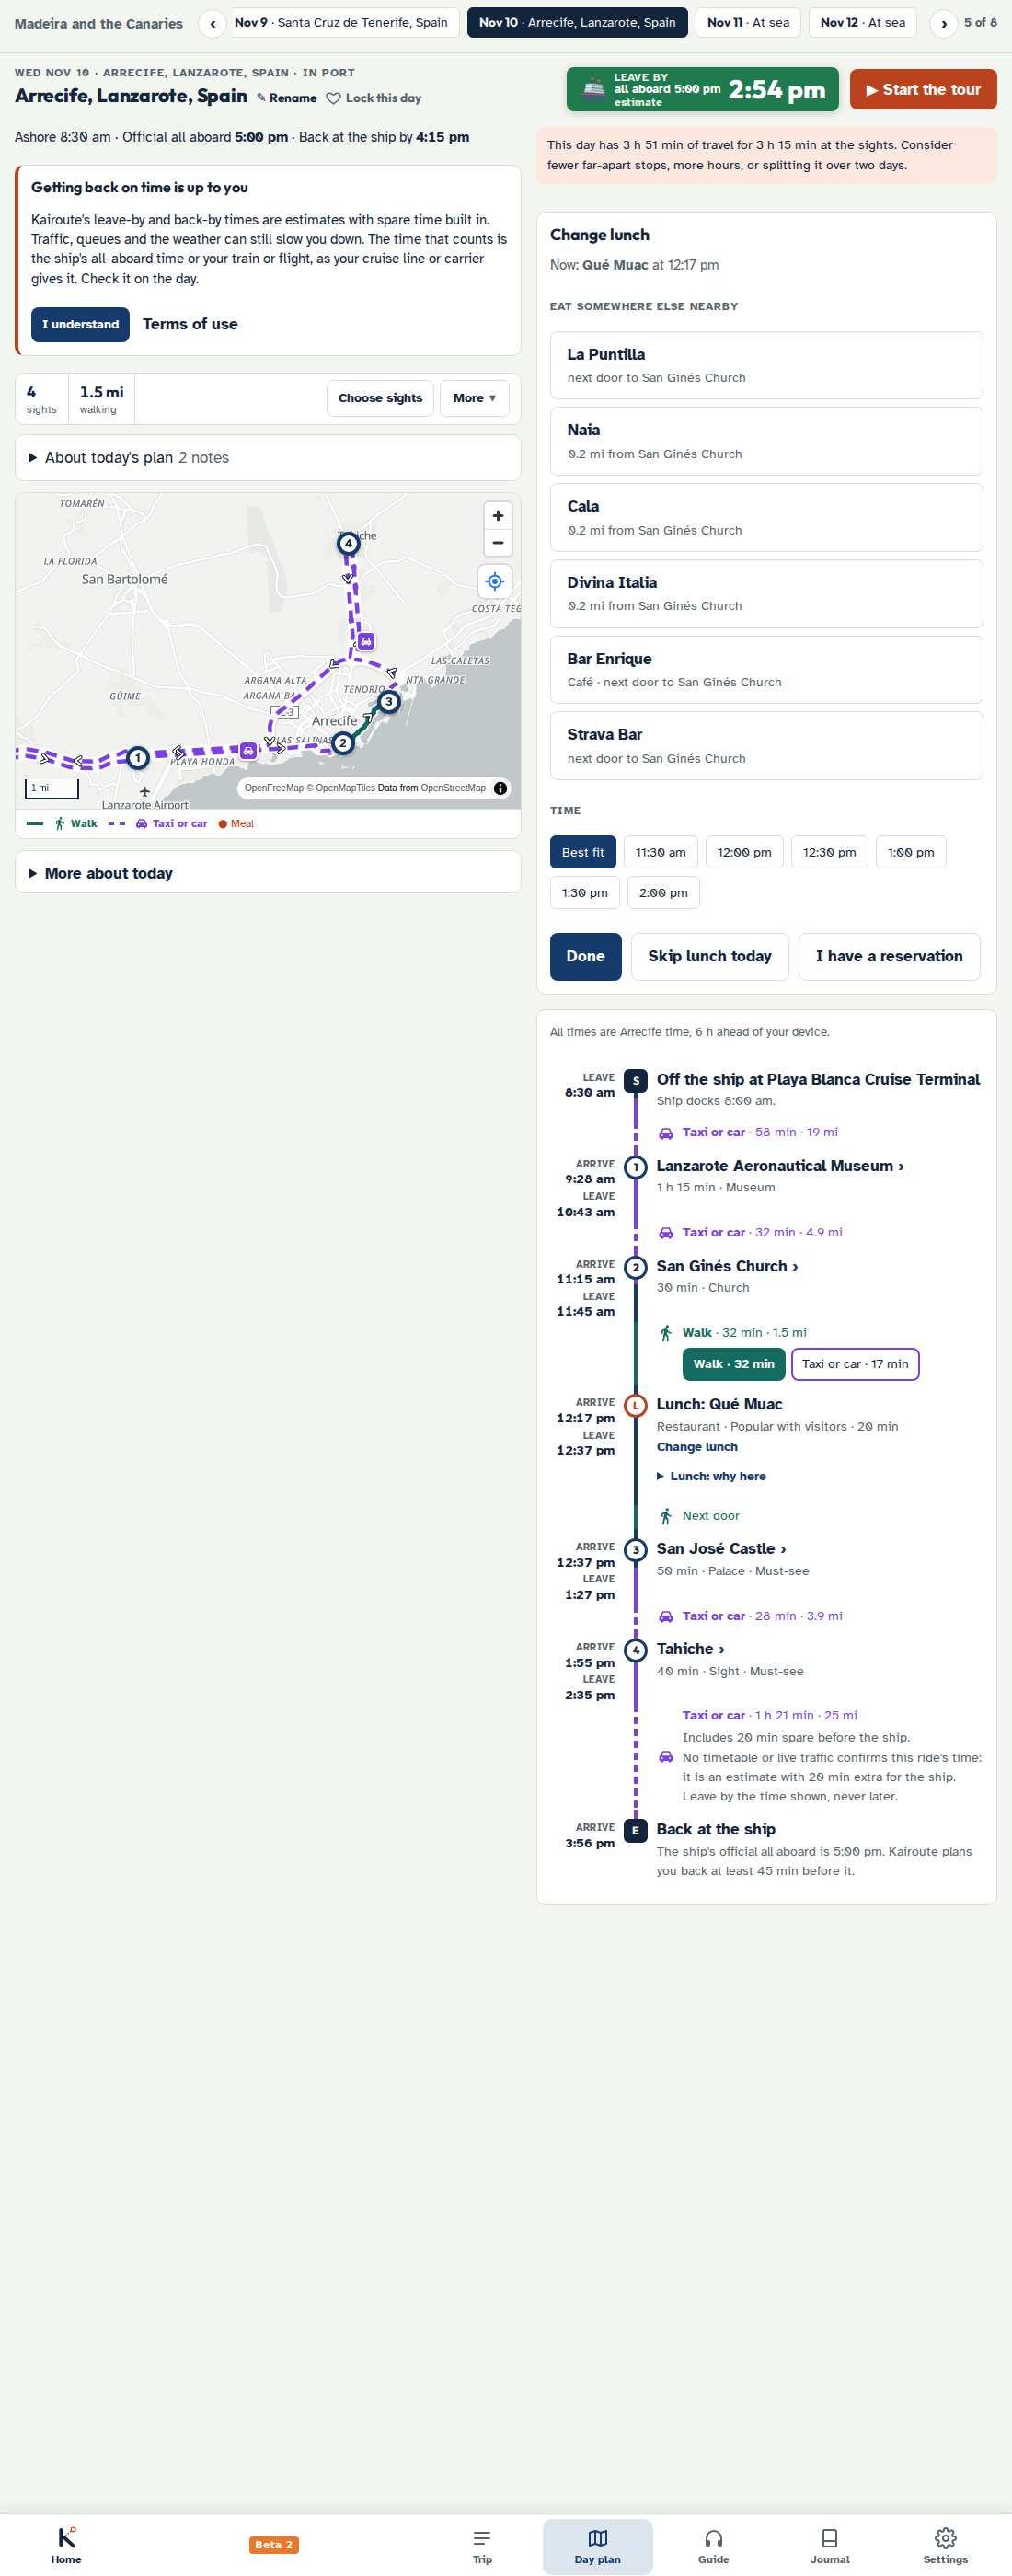 Madeira and the Canaries
‹
Nov 9 · Santa Cruz de Tenerife, Spain
Nov 10 · Arrecife, Lanzarote, Spain
Nov 11 · At sea
Nov 12 · At sea
›
5 of 8
WED NOV 10 · ARRECIFE, LANZAROTE, SPAIN · IN PORT
Arrecife, Lanzarote, Spain ✎ Rename Lock this day
LEAVE BY
all aboard 5:00 pm
estimate
2:54 pm
▶ Start the tour
Ashore 8:30 am · Official all aboard 5:00 pm · Back at the ship by 4:15 pm
Getting back on time is up to you
Kairoute's leave-by and back-by times are estimates with spare time built in.
Traffic, queues and the weather can still slow you down. The time that counts is
the ship's all-aboard time or your train or flight, as your cruise line or carrier
gives it. Check it on the day.
I understand
Terms of use
4
sights
1.5 mi
walking
Choose sights
More ▼
▶ About today's plan 2 notes
TOMARÉN
LA FLORIDA
San Bartolomé
COSTA TEG
LAS CALETAS
ARGANA ALTA
NTA GRANDE
GÜIME
TENORIO
Arrecife
LAS SALINAS
PLAYA HONDA
Lanzarote Airport
1
2
3
4
+
−
1 mi
OpenFreeMap © OpenMapTiles Data from OpenStreetMap
Walk
Taxi or car
Meal
▶ More about today
This day has 3 h 51 min of travel for 3 h 15 min at the sights. Consider
fewer far-apart stops, more hours, or splitting it over two days.
Change lunch
Now: Qué Muac at 12:17 pm
EAT SOMEWHERE ELSE NEARBY
La Puntilla
next door to San Ginés Church
Naia
0.2 mi from San Ginés Church
Cala
0.2 mi from San Ginés Church
Divina Italia
0.2 mi from San Ginés Church
Bar Enrique
Café · next door to San Ginés Church
Strava Bar
next door to San Ginés Church
TIME
Best fit
11:30 am
12:00 pm
12:30 pm
1:00 pm
1:30 pm
2:00 pm
Done
Skip lunch today
I have a reservation
All times are Arrecife time, 6 h ahead of your device.
LEAVE
8:30 am
S
Off the ship at Playa Blanca Cruise Terminal
Ship docks 8:00 am.
Taxi or car · 58 min · 19 mi
ARRIVE
9:28 am
LEAVE
10:43 am
1
Lanzarote Aeronautical Museum ›
1 h 15 min · Museum
Taxi or car · 32 min · 4.9 mi
ARRIVE
11:15 am
LEAVE
11:45 am
2
San Ginés Church ›
30 min · Church
Walk · 32 min · 1.5 mi
Walk · 32 min
Taxi or car · 17 min
ARRIVE
12:17 pm
LEAVE
12:37 pm
L
Lunch: Qué Muac
Restaurant · Popular with visitors · 20 min
Change lunch
▶ Lunch: why here
Next door
ARRIVE
12:37 pm
LEAVE
1:27 pm
3
San José Castle ›
50 min · Palace · Must-see
Taxi or car · 28 min · 3.9 mi
ARRIVE
1:55 pm
LEAVE
2:35 pm
4
Tahiche ›
40 min · Sight · Must-see
Taxi or car · 1 h 21 min · 25 mi
Includes 20 min spare before the ship.
No timetable or live traffic confirms this ride's time:
it is an estimate with 20 min extra for the ship.
Leave by the time shown, never later.
ARRIVE
3:56 pm
E
Back at the ship
The ship's official all aboard is 5:00 pm. Kairoute plans
you back at least 45 min before it.
Home
Beta 2
Trip
Day plan
Guide
Journal
Settings